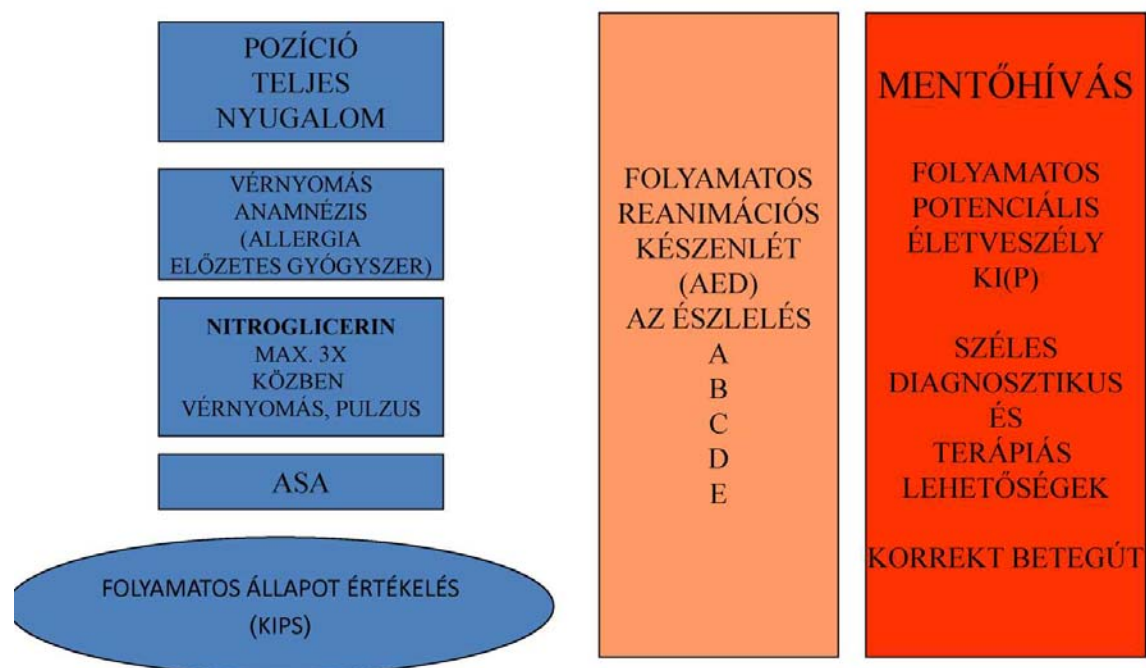 POZÍCIÓ
TELJES
NYUGALOM
VÉRNYOMÁS
ANAMNÉZIS
(ALLERGIA
ELŐZETES GYÓGYSZER)
NITROGLICERIN
MAX. 3X
KÖZBEN
VÉRNYOMÁS, PULZUS
ASA
FOLYAMATOS ÁLLAPOT ÉRTÉKELÉS
(KIPS)
FOLYAMATOS
REANIMÁCIÓS
KÉSZENLÉT
(AED)
AZ ÉSZLELÉS
A
B
C
D
E
MENTŐHÍVÁS
FOLYAMATOS
POTENCIÁLIS
ÉLETVESZÉLY
KI(P)
SZÉLES
DIAGNOSZTIKUS
ÉS
TERÁPIÁS
LEHETŐSÉGEK
KORREKT BETEGÚT